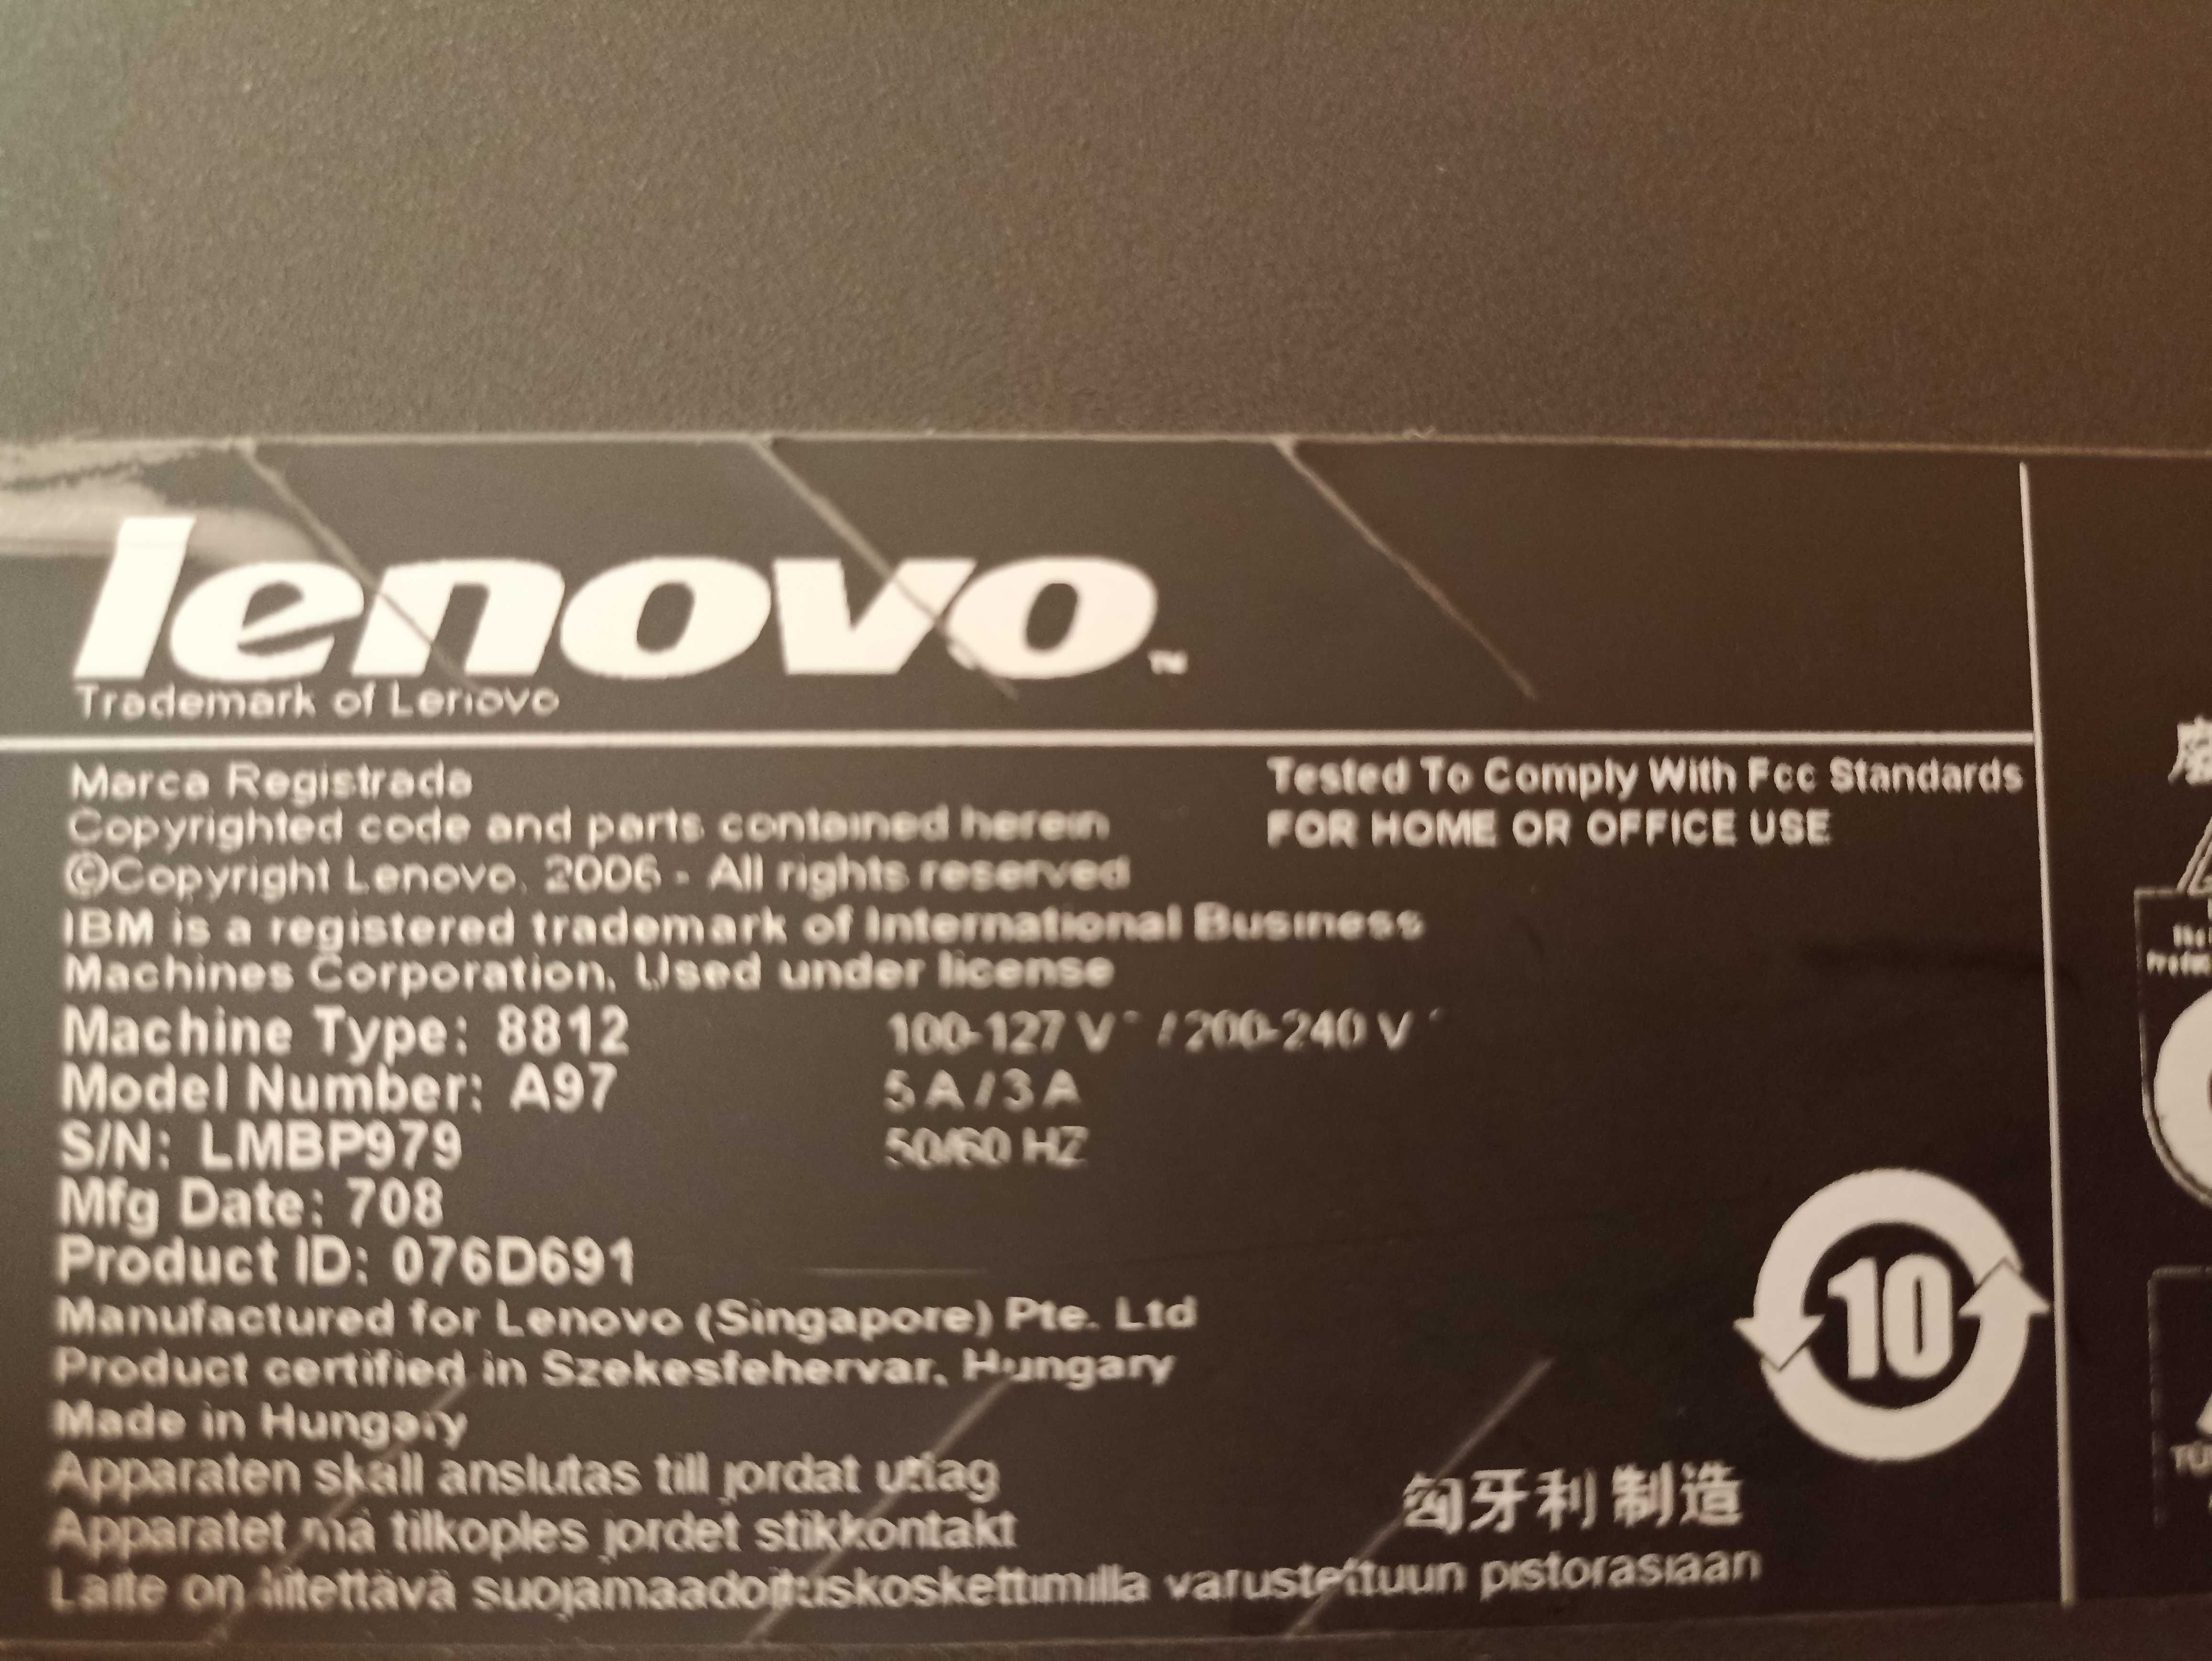 lenovo™
Trademark of Lenovo
Marca Registrada
Copyrighted code and parts contained herein
©Copyright Lenovo, 2006 - All rights reserved
IBM is a registered trademark of International Business
Machines Corporation. Used under license
Tested To Comply With Fcc Standards
FOR HOME OR OFFICE USE
Machine Type: 8812
Model Number: A97
S/N: LMBP979
Mfg Date: 708
Product ID: 076D691
100-127 V~ / 200-240 V~
5 A / 3 A
50/60 HZ
Manufactured for Lenovo (Singapore) Pte. Ltd
Product certified in Szekesfehervar, Hungary
Made in Hungary
Apparaten skall anslutas till jordat uttag
Apparatet må tilkoples jordet stikkontakt
Laite on liitettävä suojamaadoituskoskettimilla varustettuun pistorasiaan
10
匈牙利制造